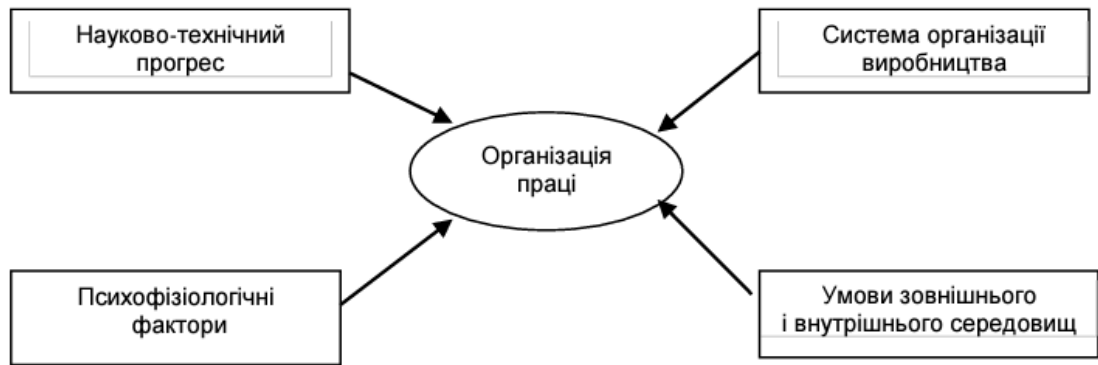 Науково-технічний
прогрес
Система організації
виробництва
Організація
праці
Психофізіологічні
фактори
Умови зовнішнього
і внутрішнього середовищ